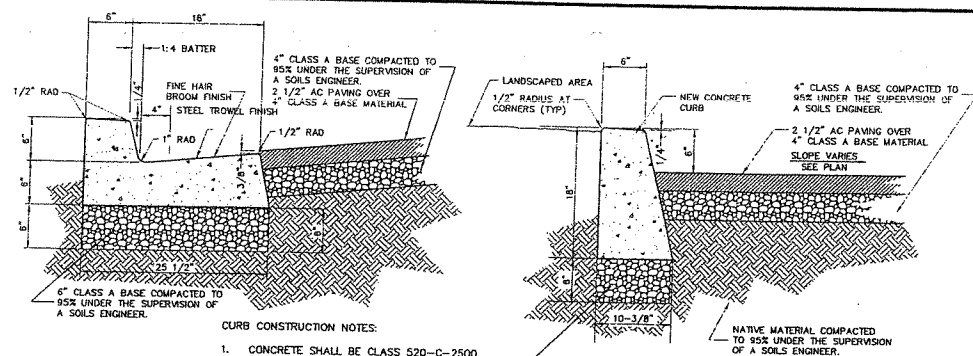 6"
18"
1:4 BATTER
1/4"
1/2" RAD
FINE HAIR
BROOM FINISH
4"
STEEL TROWEL FINISH
1" RAD
1/2" RAD
3/8"
6"
6"
6"
6"
25 1/2"
4" CLASS A BASE COMPACTED TO
95% UNDER THE SUPERVISION OF
A SOILS ENGINEER.
2 1/2" AC PAVING OVER
4" CLASS A BASE MATERIAL
6" CLASS A BASE COMPACTED TO
95% UNDER THE SUPERVISION OF
A SOILS ENGINEER.
CURB CONSTRUCTION NOTES:
1. CONCRETE SHALL BE CLASS 520-C-2500
6"
LANDSCAPED AREA
1/2" RADIUS AT
CORNERS (TYP)
NEW CONCRETE
CURB
1/4"
6"
18"
10-3/8"
4" CLASS A BASE COMPACTED TO
95% UNDER THE SUPERVISION OF
A SOILS ENGINEER.
2 1/2" AC PAVING OVER
4" CLASS A BASE MATERIAL
SLOPE VARIES
SEE PLAN
NATIVE MATERIAL COMPACTED
TO 95% UNDER THE SUPERVISION
OF A SOILS ENGINEER.